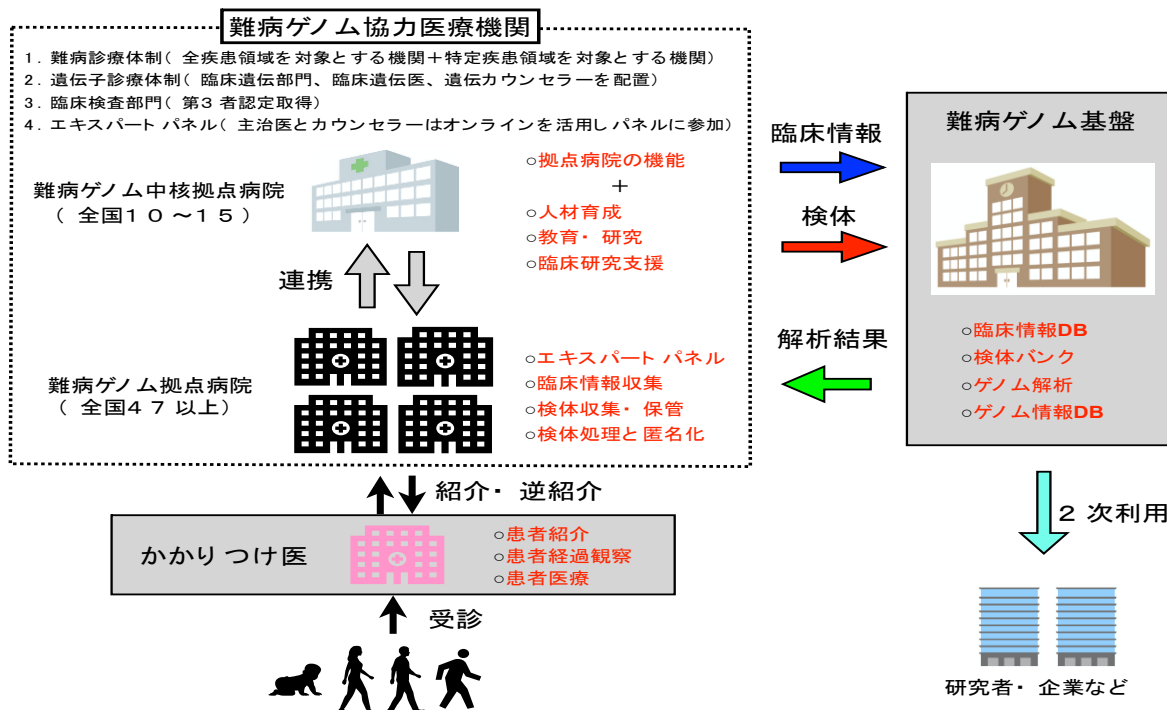 難病ゲノム協力医療機関
1. 難病診療体制( 全疾患領域を対象とする機関＋特定疾患領域を対象とする機関)
2. 遺伝子診療体制( 臨床遺伝部門、臨床遺伝医、遺伝カウンセラーを配置)
3. 臨床検査部門( 第3 者認定取得)
4. エキスパート パネル( 主治医とカウンセラーはオンラインを活用しパネルに参加)
難病ゲノム中核拠点病院
( 全国10 ～15 )
○拠点病院の機能
＋
○人材育成
○教育・ 研究
○臨床研究支援
連携
難病ゲノム拠点病院
( 全国47 以上)
○エキスパート パネル
○臨床情報収集
○検体収集・ 保管
○検体処理と匿名化
臨床情報
検体
解析結果
難病ゲノム基盤
○臨床情報DB
○検体バンク
○ゲノム解析
○ゲノム情報DB
紹介・ 逆紹介
かかりつけ医
○患者紹介
○患者経過観察
○患者医療
受診
2 次利用
研究者・ 企業など